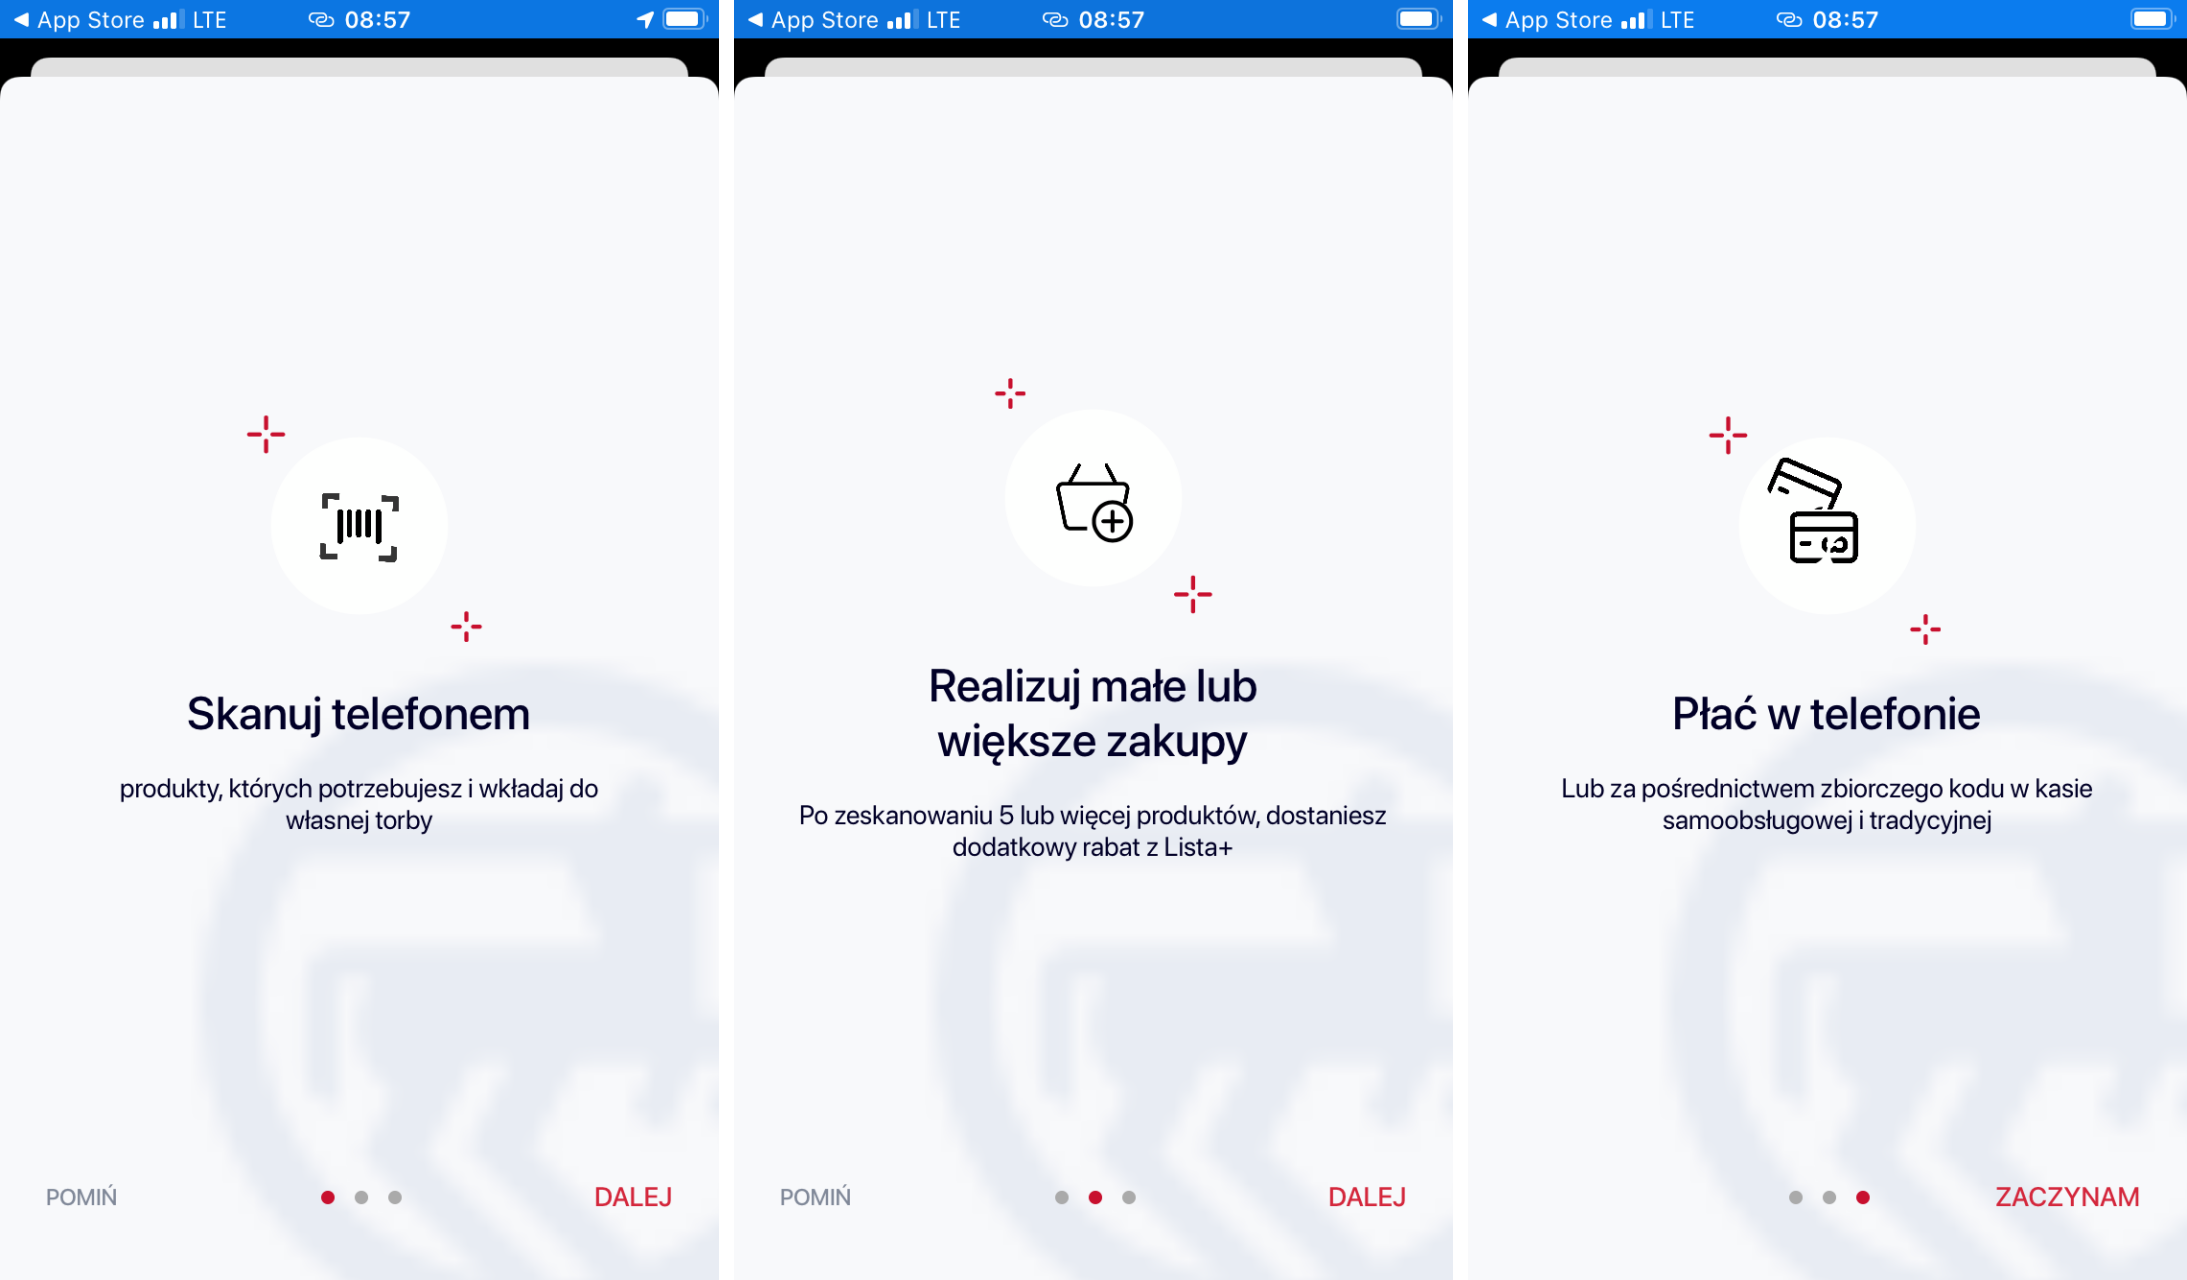 App Store LTE 08:57
Skanuj telefonem
produkty, których potrzebujesz i wkładaj do
własnej torby
POMIŃ
DALEJ
App Store LTE 08:57
Realizuj małe lub
większe zakupy
Po zeskanowaniu 5 lub więcej produktów, dostaniesz
dodatkowy rabat z Lista+
POMIŃ
DALEJ
App Store LTE 08:57
Płać w telefonie
Lub za pośrednictwem zbiorczego kodu w kasie
samoobsługowej i tradycyjnej
ZACZYNAM